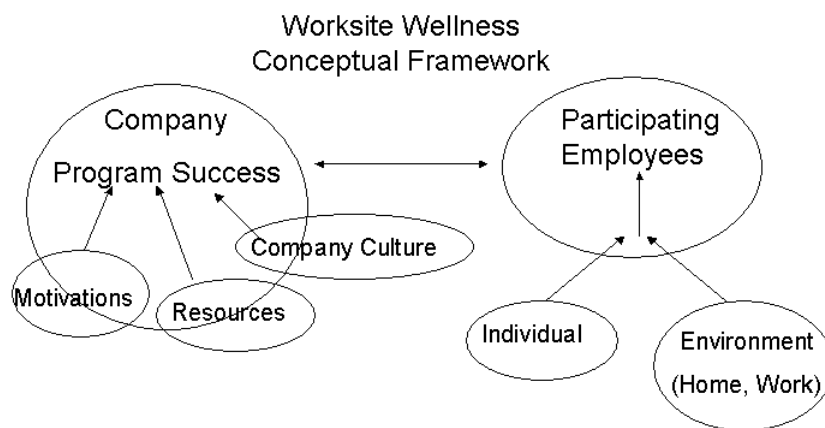 Worksite Wellness
Conceptual Framework
Company
Program Success
Motivations
Resources
Company Culture
Participating
Employees
Individual
Environment
(Home, Work)